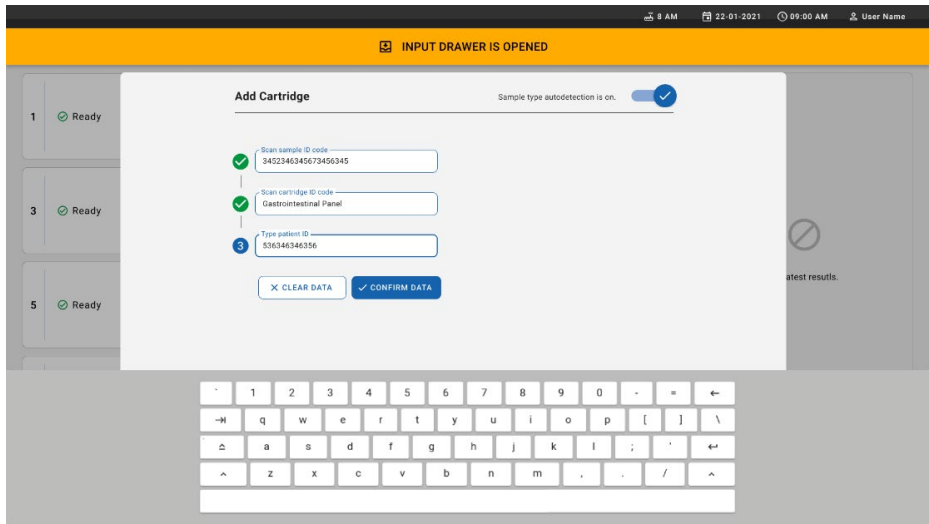 8 AM 22-01-2021 09:00 AM User Name
INPUT DRAWER IS OPENED
Add Cartridge
Sample type autodetection is on.
1 Ready
3 Ready
5 Ready
Scan sample ID code
3452346345673456345
Scan cartridge ID code
Gastrointestinal Panel
3
Type patient ID
536346346356
CLEAR DATA CONFIRM DATA
atest resutls.
` 1 2 3 4 5 6 7 8 9 0 - =
q w e r t y u i o p [ ] \
a s d f g h j k l ; '
z x c v b n m , . /